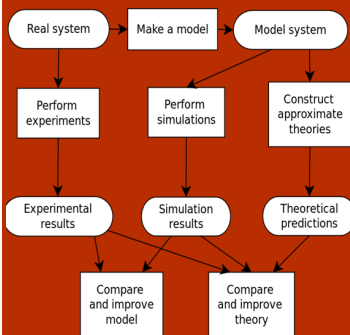 Real system
Make a model
Model system
Perform
experiments
Perform
simulations
Construct
approximate
theories
Experimental
results
Simulation
results
Theoretical
predictions
Compare
and improve
model
Compare
and improve
theory